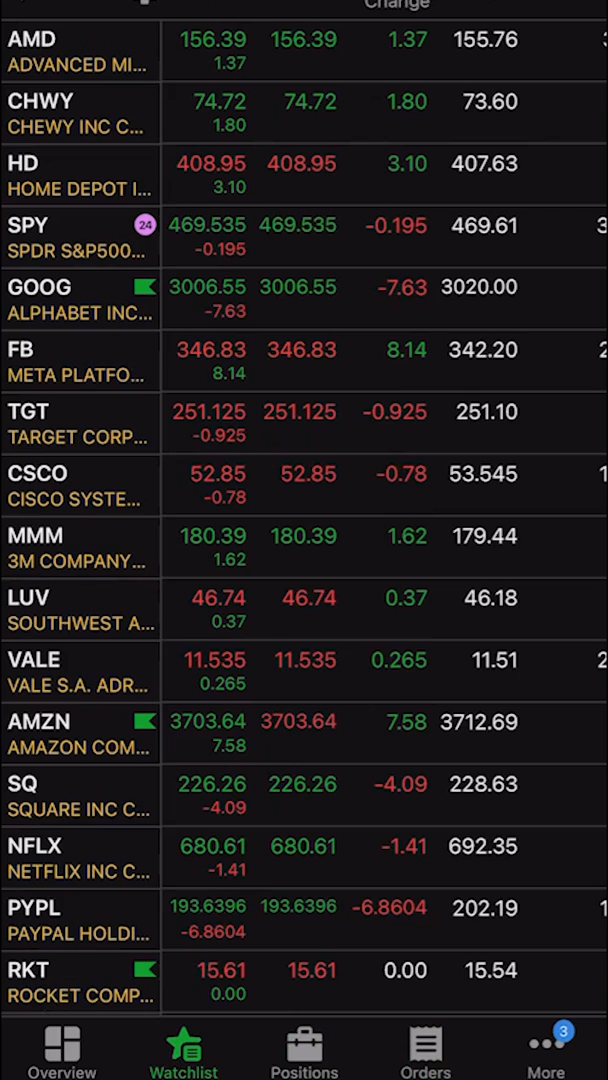 Change
AMD 156.39 156.39 1.37 155.76
ADVANCED MI... 1.37
CHWY 74.72 74.72 1.80 73.60
CHEWY INC C... 1.80
HD 408.95 408.95 3.10 407.63
HOME DEPOT I... 3.10
SPY 24 469.535 469.535 -0.195 469.61
SPDR S&P500... -0.195
GOOG 3006.55 3006.55 -7.63 3020.00
ALPHABET INC... -7.63
FB 346.83 346.83 8.14 342.20
META PLATFO... 8.14
TGT 251.125 251.125 -0.925 251.10
TARGET CORP... -0.925
CSCO 52.85 52.85 -0.78 53.545
CISCO SYSTE... -0.78
MMM 180.39 180.39 1.62 179.44
3M COMPANY... 1.62
LUV 46.74 46.74 0.37 46.18
SOUTHWEST A... 0.37
VALE 11.535 11.535 0.265 11.51
VALE S.A. ADR... 0.265
AMZN 3703.64 3703.64 7.58 3712.69
AMAZON COM... 7.58
SQ 226.26 226.26 -4.09 228.63
SQUARE INC C... -4.09
NFLX 680.61 680.61 -1.41 692.35
NETFLIX INC C... -1.41
PYPL 193.6396 193.6396 -6.8604 202.19
PAYPAL HOLDI... -6.8604
RKT 15.61 15.61 0.00 15.54
ROCKET COMP... 0.00
3
Overview Watchlist Positions Orders More